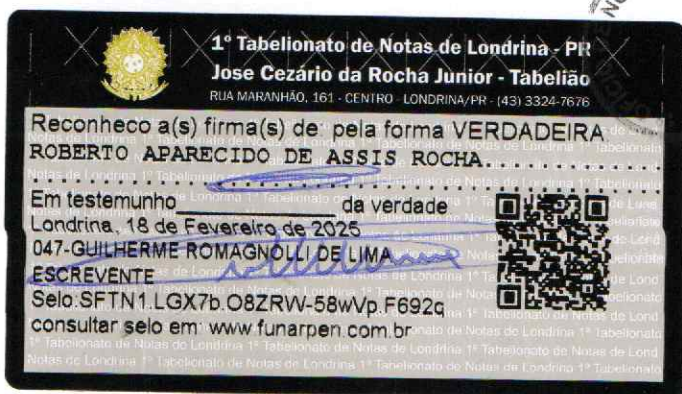 1º Tabelionato de Notas de Londrina - PR
Jose Cezário da Rocha Junior - Tabelião
RUA MARANHÃO, 161 - CENTRO - LONDRINA/PR - (43) 3324-7676
Reconheco a(s) firma(s) de: pela forma VERDADEIRA
ROBERTO APARECIDO DE ASSIS ROCHA
Em testemunho____________da verdade
Londrina, 18 de Fevereiro de 2025
047-GUILHERME ROMAGNOLLI DE LIMA
ESCREVENTE
Selo:SFTN1.LGX7b.O8ZRW-58wVp.F692q
consultar selo em: www.funarpen.com.br